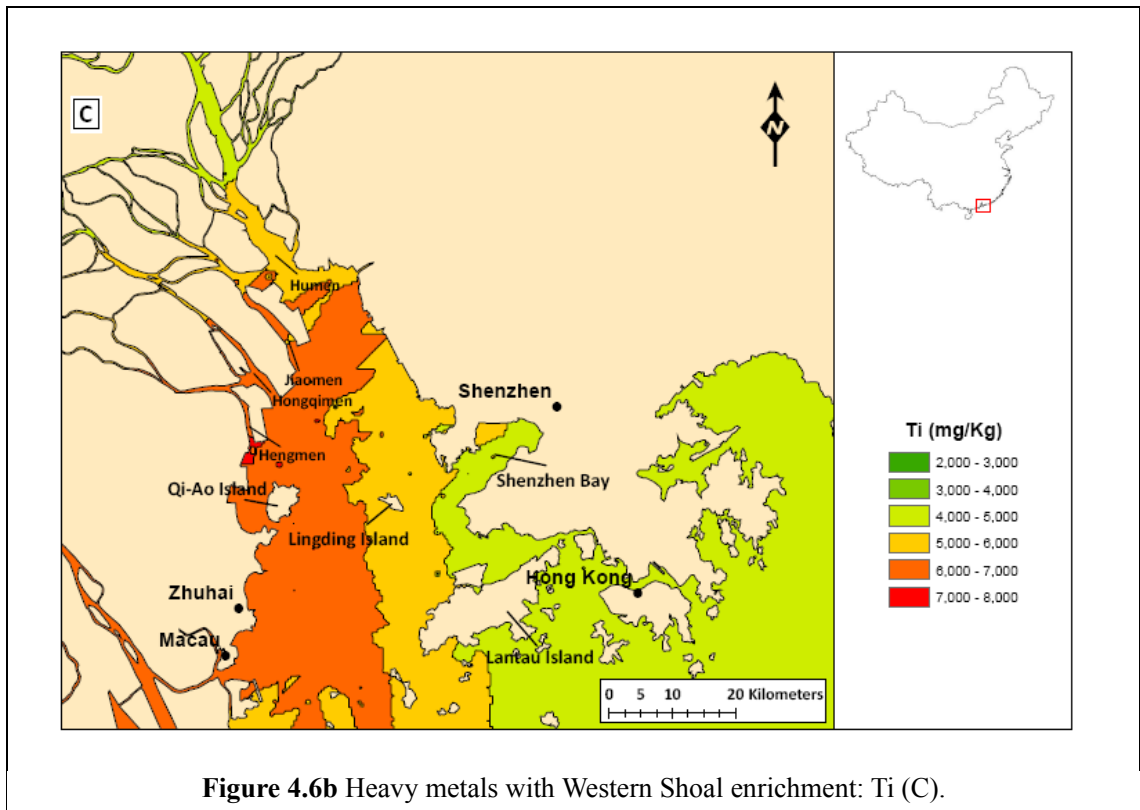 C
N
Humen
Jiaomen
Hongqimen
Shenzhen
Hengmen
Shenzhen Bay
Qi-Ao Island
Lingding Island
Hong Kong
Zhuhai
Macau
Lantau Island
0 5 10 20 Kilometers
Ti (mg/Kg)
2,000 - 3,000
3,000 - 4,000
4,000 - 5,000
5,000 - 6,000
6,000 - 7,000
7,000 - 8,000
Figure 4.6b Heavy metals with Western Shoal enrichment: Ti (C).